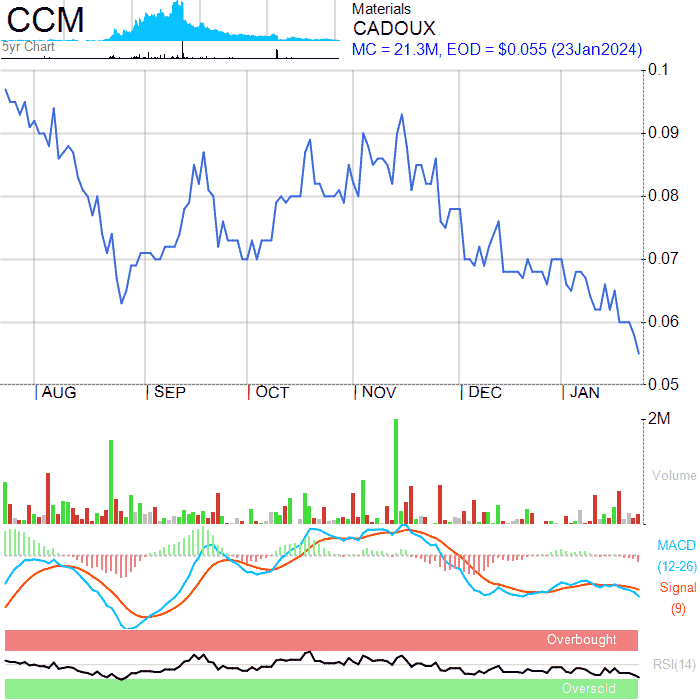 CCM
5yr Chart
Materials
CADOUX
MC = 21.3M, EOD = $0.055 (23Jan2024)
0.1
0.09
0.08
0.07
0.06
0.05
AUG
SEP
OCT
NOV
DEC
JAN
2M
Volume
MACD
(12-26)
Signal
(9)
Overbought
RSI(14)
Oversold